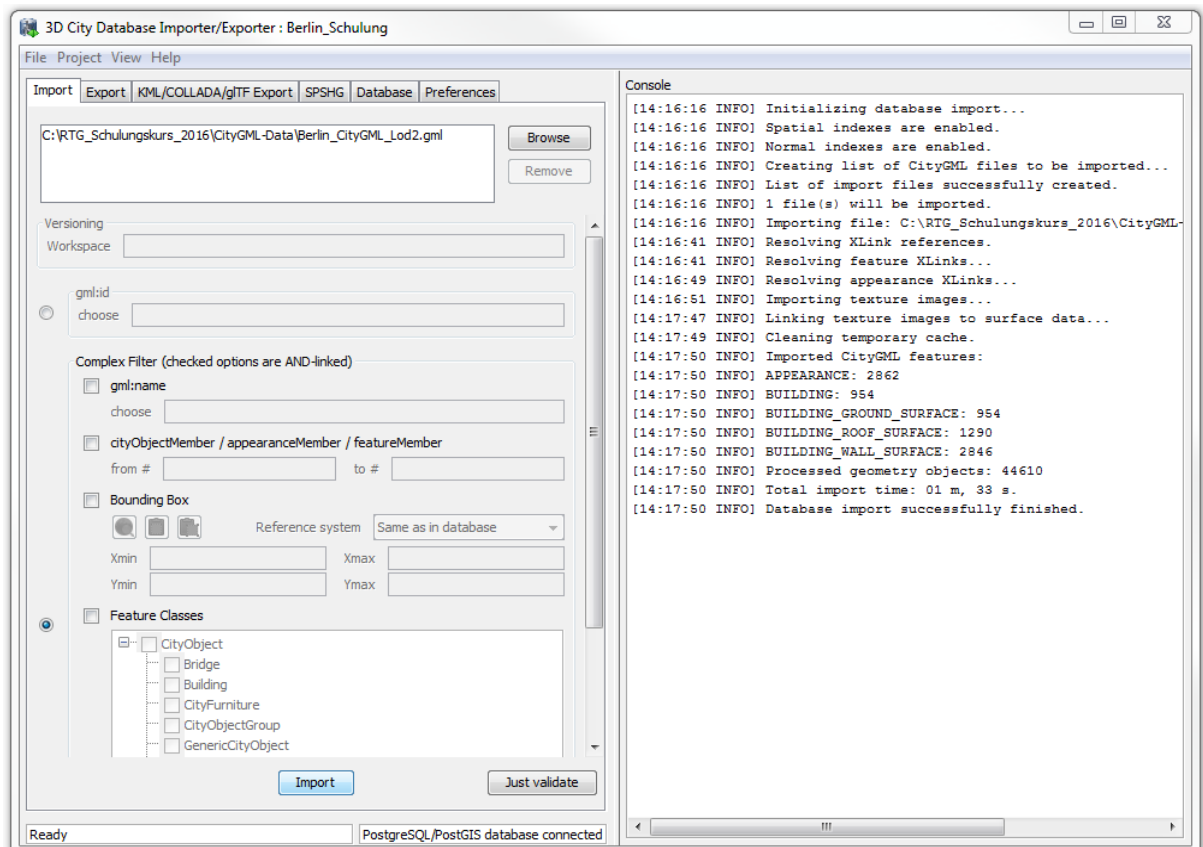 3D City Database Importer/Exporter : Berlin_Schulung
File Project View Help
Import Export KML/COLLADA/glTF Export SPSHG Database Preferences
C:\RTG_Schulungskurs_2016\CityGML-Data\Berlin_CityGML_Lod2.gml
Browse
Remove
Versioning
Workspace
gml:id
choose
Complex Filter (checked options are AND-linked)
gml:name
choose
cityObjectMember / appearanceMember / featureMember
from # to #
Bounding Box
Reference system Same as in database
Xmin Xmax
Ymin Ymax
Feature Classes
CityObject
Bridge
Building
CityFurniture
CityObjectGroup
GenericCityObject
Import Just validate
Ready PostgreSQL/PostGIS database connected
Console
[14:16:16 INFO] Initializing database import...
[14:16:16 INFO] Spatial indexes are enabled.
[14:16:16 INFO] Normal indexes are enabled.
[14:16:16 INFO] Creating list of CityGML files to be imported...
[14:16:16 INFO] List of import files successfully created.
[14:16:16 INFO] 1 file(s) will be imported.
[14:16:16 INFO] Importing file: C:\RTG_Schulungskurs_2016\CityGML-
[14:16:41 INFO] Resolving XLink references.
[14:16:41 INFO] Resolving feature XLinks...
[14:16:49 INFO] Resolving appearance XLinks...
[14:16:51 INFO] Importing texture images...
[14:17:47 INFO] Linking texture images to surface data...
[14:17:49 INFO] Cleaning temporary cache.
[14:17:50 INFO] Imported CityGML features:
[14:17:50 INFO] APPEARANCE: 2862
[14:17:50 INFO] BUILDING: 954
[14:17:50 INFO] BUILDING_GROUND_SURFACE: 954
[14:17:50 INFO] BUILDING_ROOF_SURFACE: 1290
[14:17:50 INFO] BUILDING_WALL_SURFACE: 2846
[14:17:50 INFO] Processed geometry objects: 44610
[14:17:50 INFO] Total import time: 01 m, 33 s.
[14:17:50 INFO] Database import successfully finished.